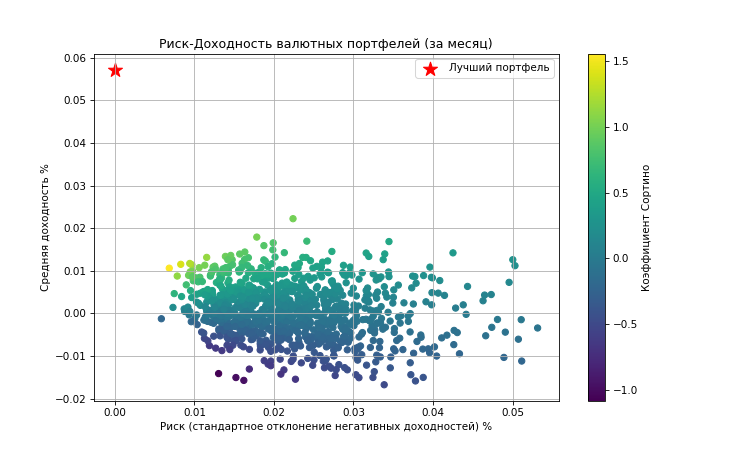 Риск-Доходность валютных портфелей (за месяц)
Лучший портфель
Средняя доходность %
0.06
0.05
0.04
0.03
0.02
0.01
0.00
−0.01
−0.02
0.00 0.01 0.02 0.03 0.04 0.05
Риск (стандартное отклонение негативных доходностей) %
1.5
1.0
0.5
0.0
−0.5
−1.0
Коэффициент Сортино